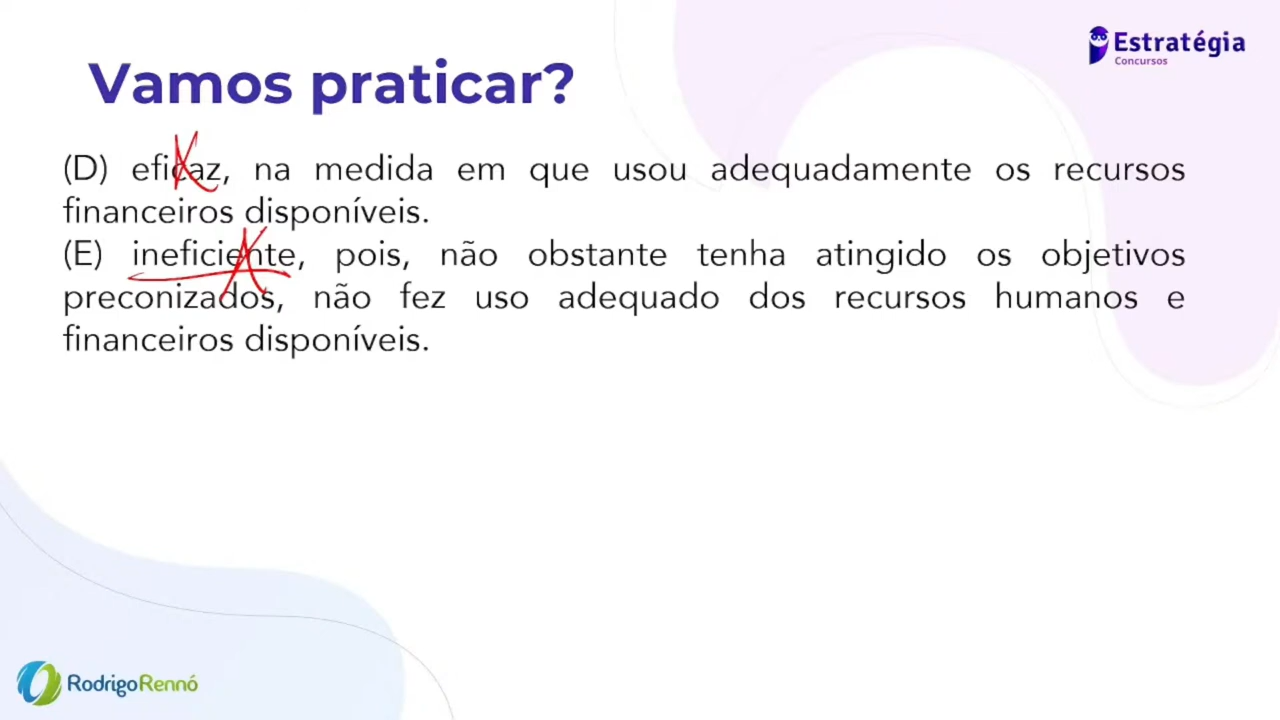 Estratégia
Concursos
Vamos praticar?
(D) eficaz, na medida em que usou adequadamente os recursos
financeiros disponíveis.
(E) ineficiente, pois, não obstante tenha atingido os objetivos
preconizados, não fez uso adequado dos recursos humanos e
financeiros disponíveis.
RodrigoRennó